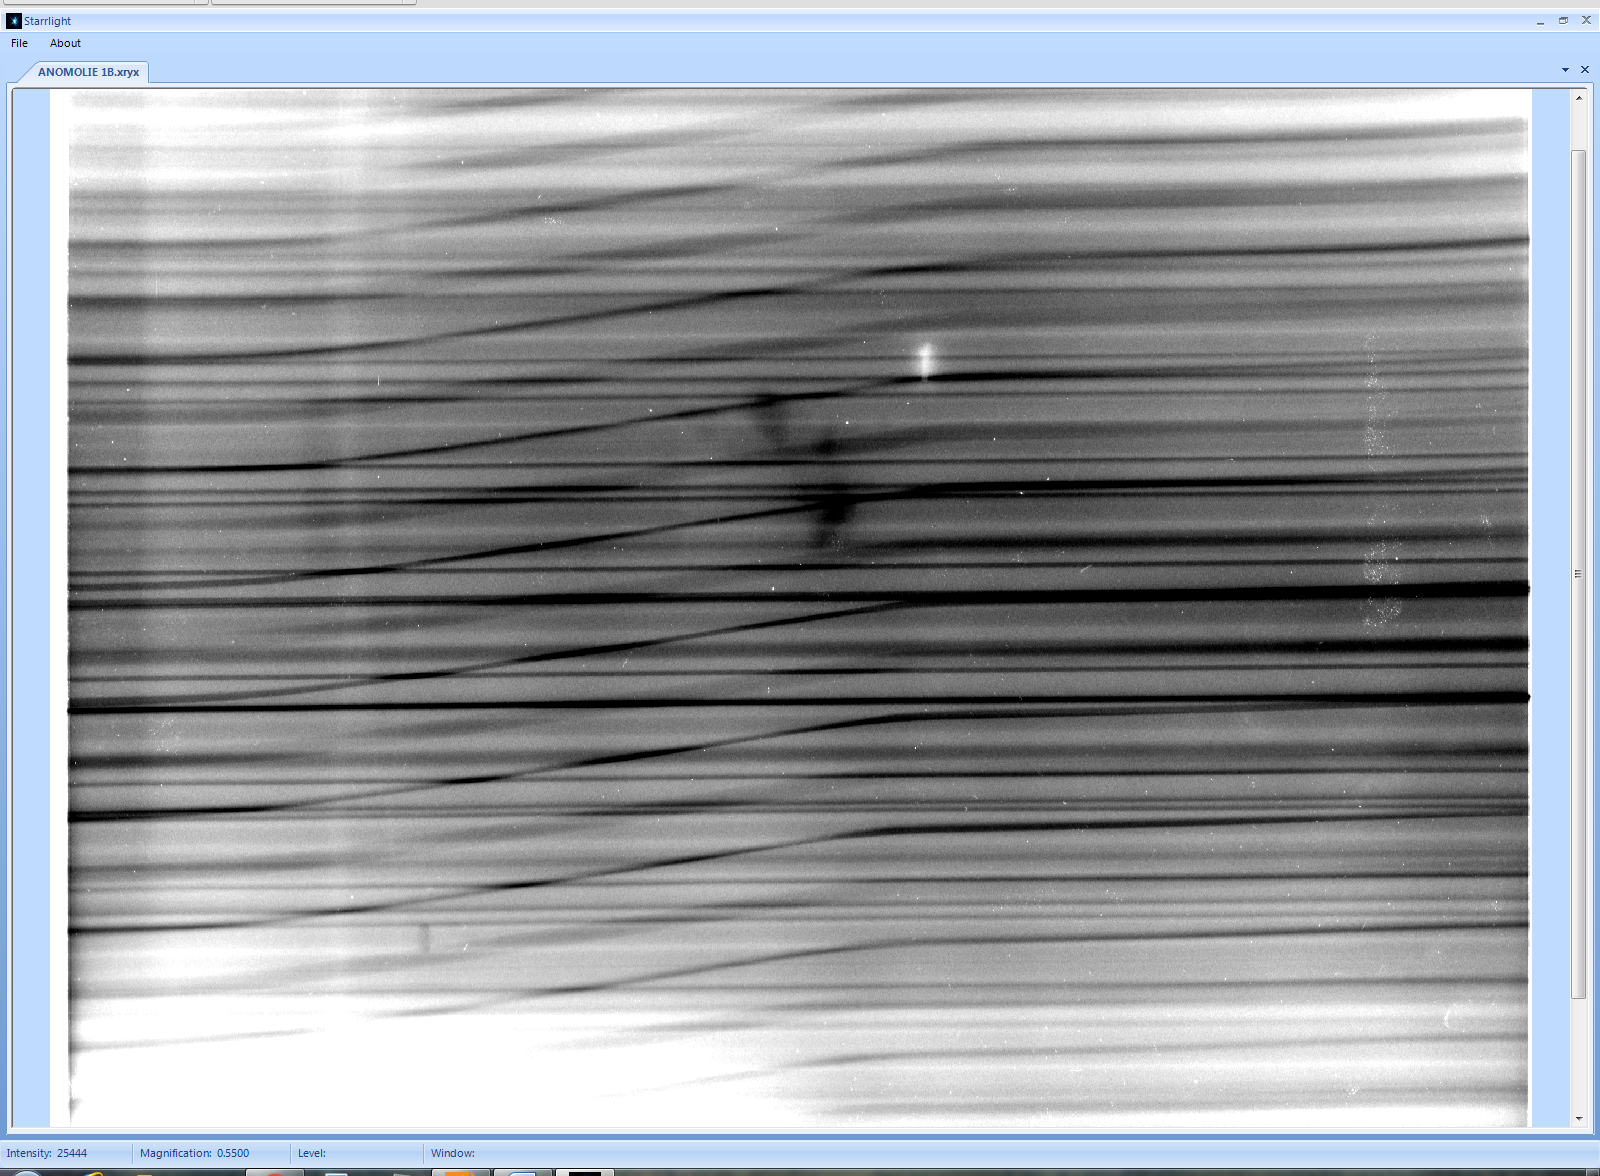 Starrlight
File About
ANOMOLIE 1B.xryx
Intensity: 25444 Magnification: 0.5500 Level: Window: